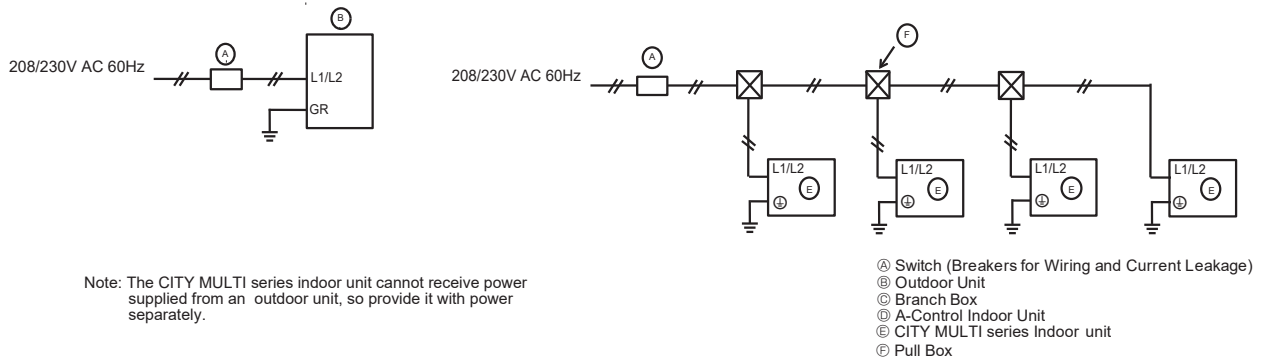 B
A
208/230V AC 60Hz
L1/L2
GR
F
A
208/230V AC 60Hz
L1/L2
E
L1/L2
E
L1/L2
E
L1/L2
E
Note: The CITY MULTI series indoor unit cannot receive power
supplied from an outdoor unit, so provide it with power
separately.
Ⓐ Switch (Breakers for Wiring and Current Leakage)
Ⓑ Outdoor Unit
Ⓒ Branch Box
Ⓓ A-Control Indoor Unit
Ⓔ CITY MULTI series Indoor unit
Ⓕ Pull Box